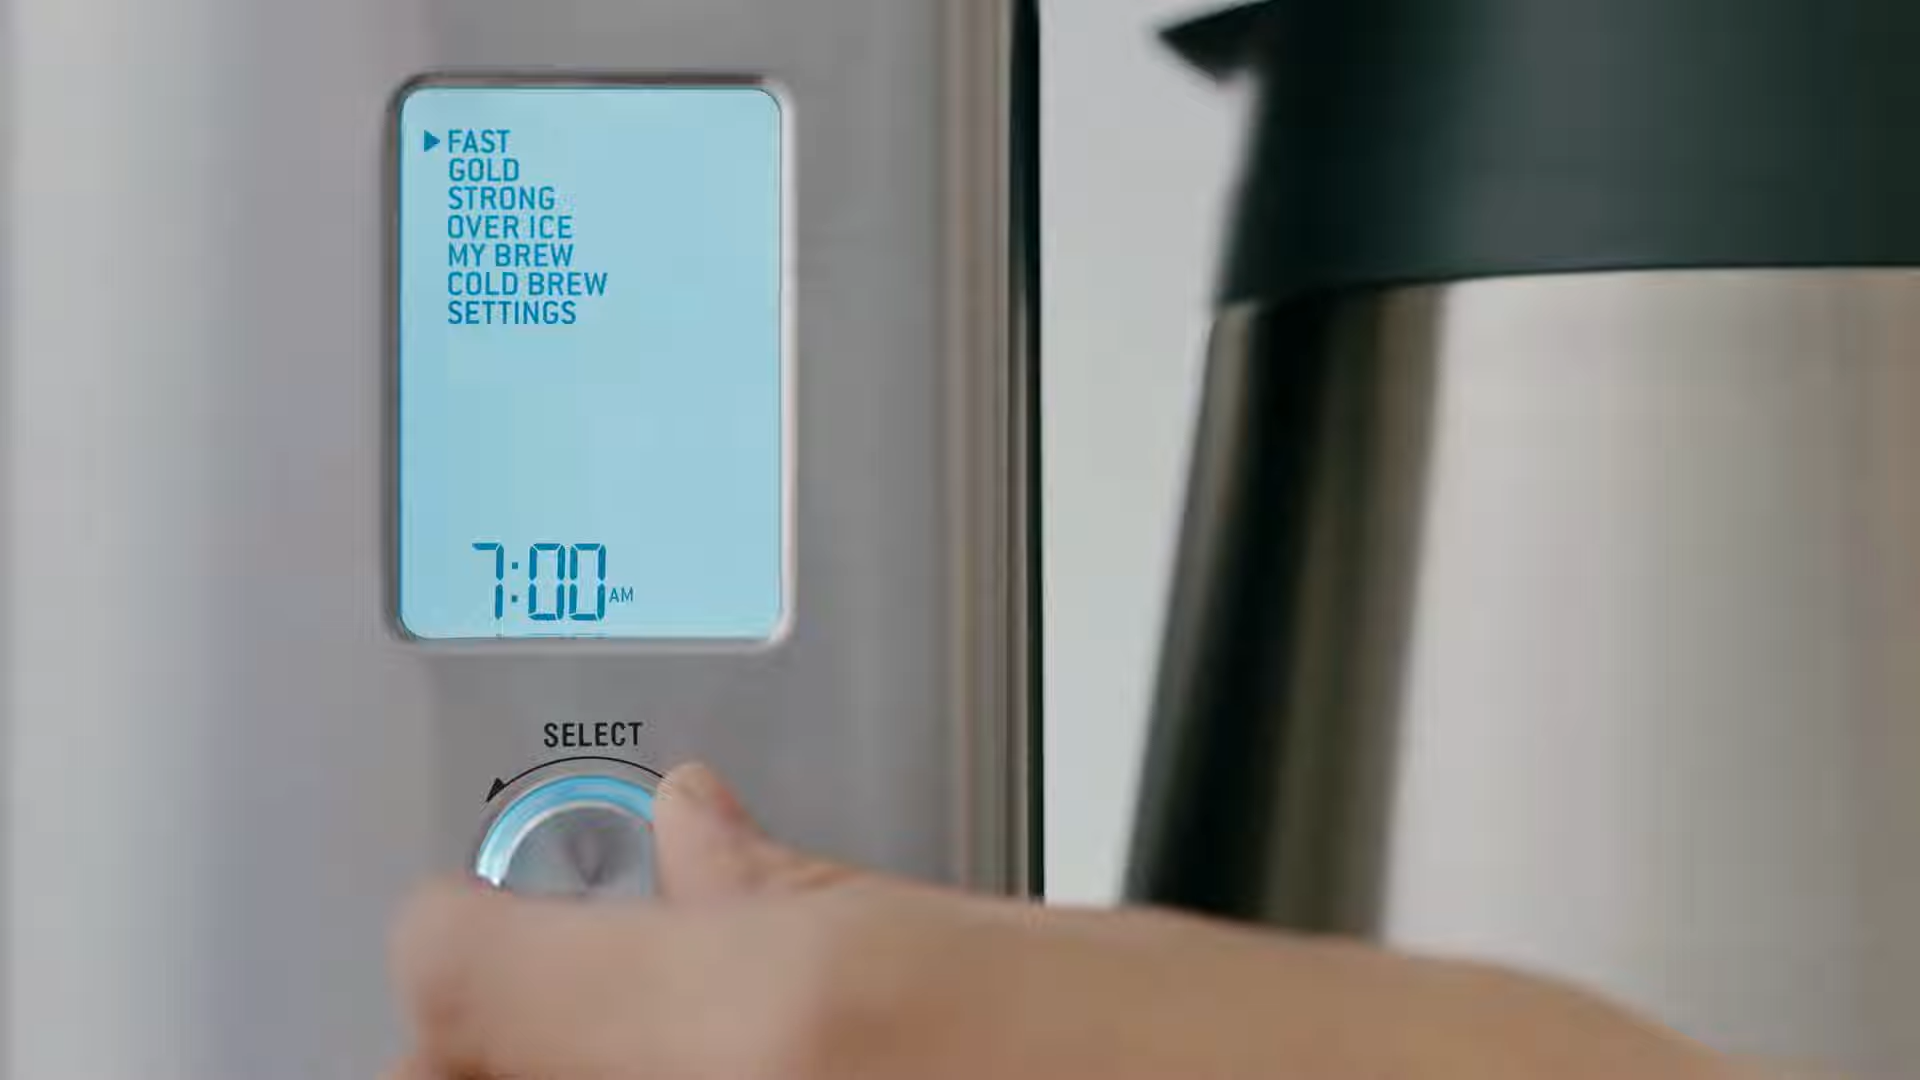 FAST
GOLD
STRONG
OVER ICE
MY BREW
COLD BREW
SETTINGS
7:00 AM
SELECT